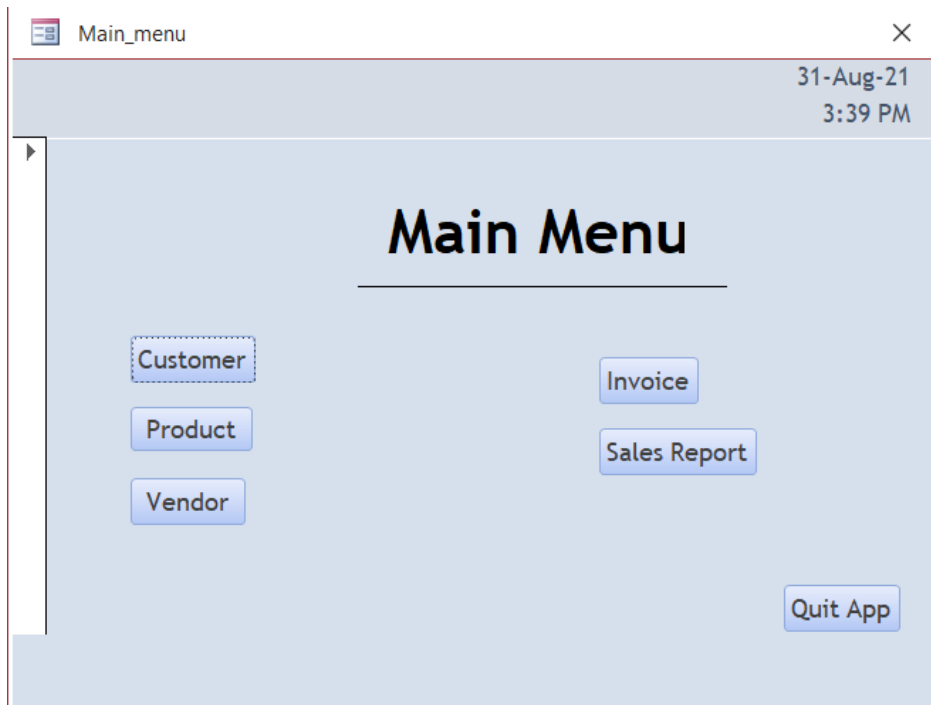 Main_menu
31-Aug-21
3:39 PM
Main Menu
Customer
Product
Vendor
Invoice
Sales Report
Quit App